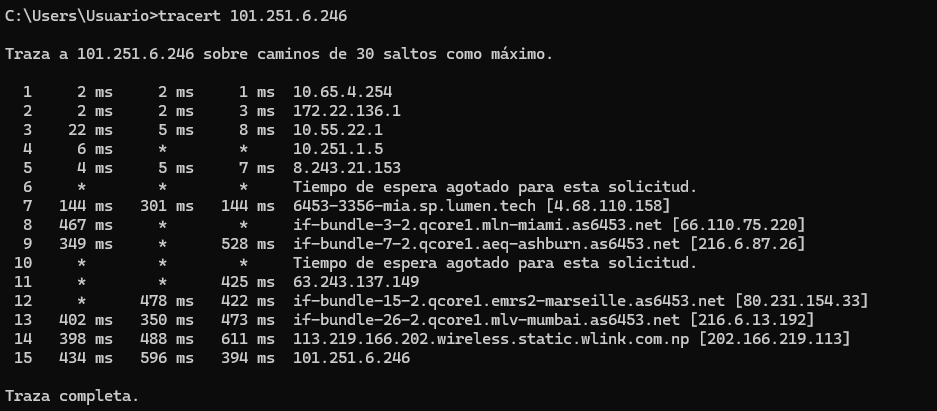 C:\Users\Usuario>tracert 101.251.6.246
Traza a 101.251.6.246 sobre caminos de 30 saltos como máximo.
1 2 ms 2 ms 1 ms 10.65.4.254
2 2 ms 2 ms 3 ms 172.22.136.1
3 22 ms 5 ms 8 ms 10.55.22.1
4 6 ms * * 10.251.1.5
5 4 ms 5 ms 7 ms 8.243.21.153
6 * * * Tiempo de espera agotado para esta solicitud.
7 144 ms 301 ms 144 ms 6453-3356-mia.sp.lumen.tech [4.68.110.158]
8 467 ms * * if-bundle-3-2.qcore1.mln-miami.as6453.net [66.110.75.220]
9 349 ms * 528 ms if-bundle-7-2.qcore1.aeq-ashburn.as6453.net [216.6.87.26]
10 * * * Tiempo de espera agotado para esta solicitud.
11 * * 425 ms 63.243.137.149
12 * 478 ms 422 ms if-bundle-15-2.qcore1.emrs2-marseille.as6453.net [80.231.154.33]
13 402 ms 350 ms 473 ms if-bundle-26-2.qcore1.mlv-mumbai.as6453.net [216.6.13.192]
14 398 ms 488 ms 611 ms 113.219.166.202.wireless.static.wlink.com.np [202.166.219.113]
15 434 ms 596 ms 394 ms 101.251.6.246
Traza completa.